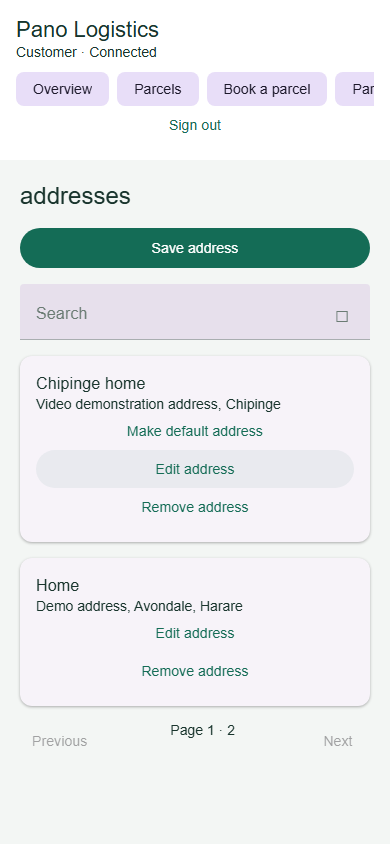 Pano Logistics
Customer · Connected
Overview Parcels Book a parcel Par
Sign out
addresses
Save address
Search
Chipinge home
Video demonstration address, Chipinge
Make default address
Edit address
Remove address
Home
Demo address, Avondale, Harare
Edit address
Remove address
Previous Page 1 · 2 Next